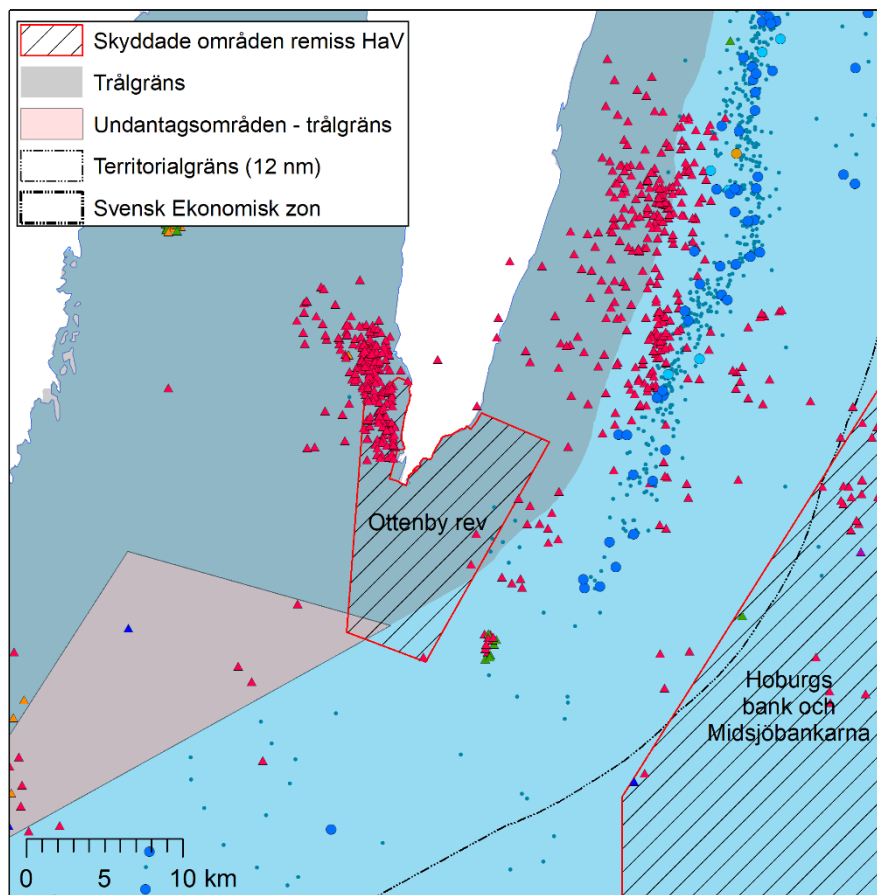 Skyddade områden remiss HaV
Trålgräns
Undantagsområden - trålgräns
Territorialgräns (12 nm)
Svensk Ekonomisk zon
Ottenby rev
Hoburgs
bank och
Midsjöbankarna
0 5 10 km